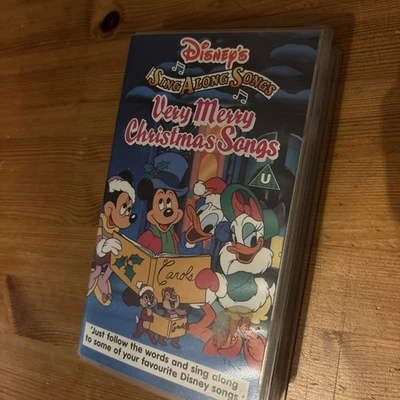 Disney's
Sing Along Songs
Very Merry
Christmas Songs
U
Carols
Carols
'Just follow the words and sing along
to some of your favourite Disney songs.'